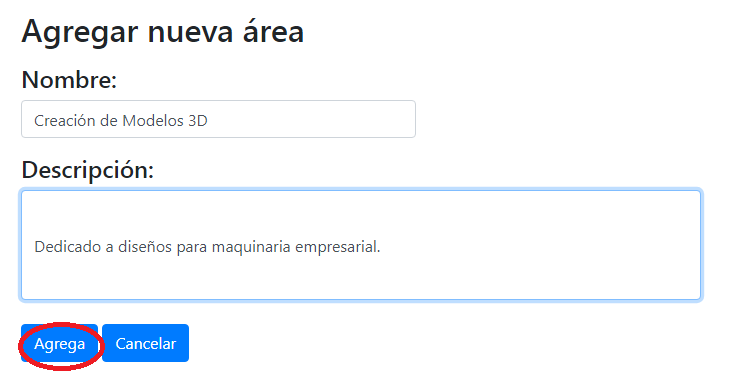 Agregar nueva área
Nombre:
Creación de Modelos 3D
Descripción:
Dedicado a diseños para maquinaria empresarial.
Agrega Cancelar